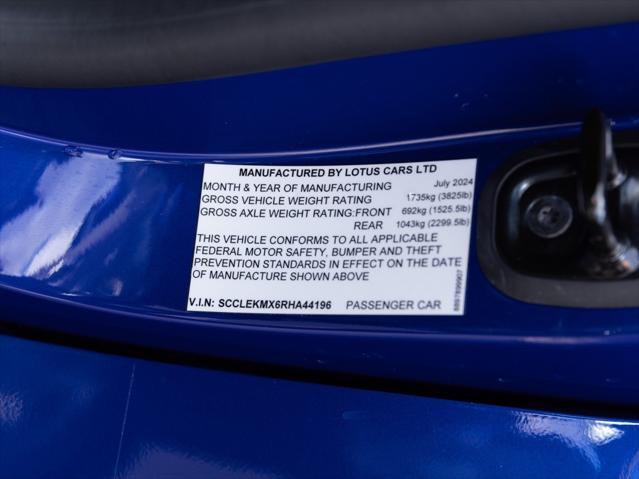 MANUFACTURED BY LOTUS CARS LTD
MONTH & YEAR OF MANUFACTURING July 2024
GROSS VEHICLE WEIGHT RATING 1735kg (3825lb)
GROSS AXLE WEIGHT RATING:FRONT 692kg (1525.5lb)
REAR 1043kg (2299.5lb)
THIS VEHICLE CONFORMS TO ALL APPLICABLE
FEDERAL MOTOR SAFETY, BUMPER AND THEFT
PREVENTION STANDARDS IN EFFECT ON THE DATE
OF MANUFACTURE SHOWN ABOVE
V.I.N: SCCLEKMX6RHA44196 PASSENGER CAR